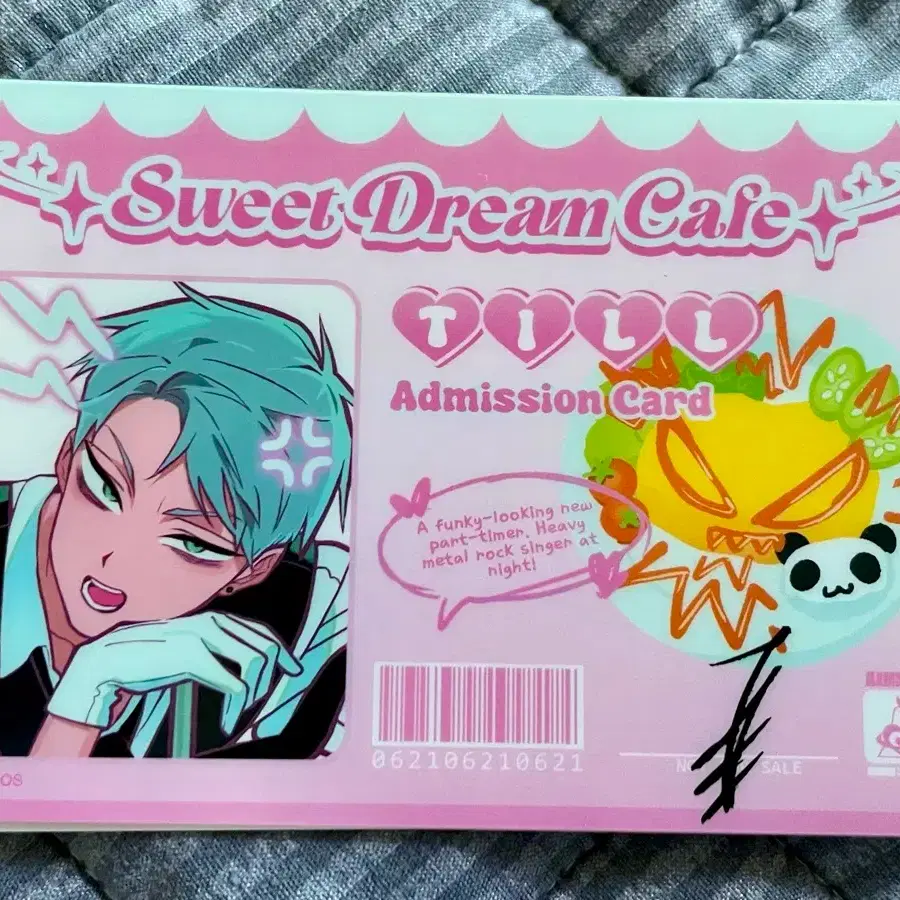 Sweet Dream Cafe
TILL
Admission Card
A funky-looking new
part-timer. Heavy
metal rock singer at
night!
062106210621
SALE